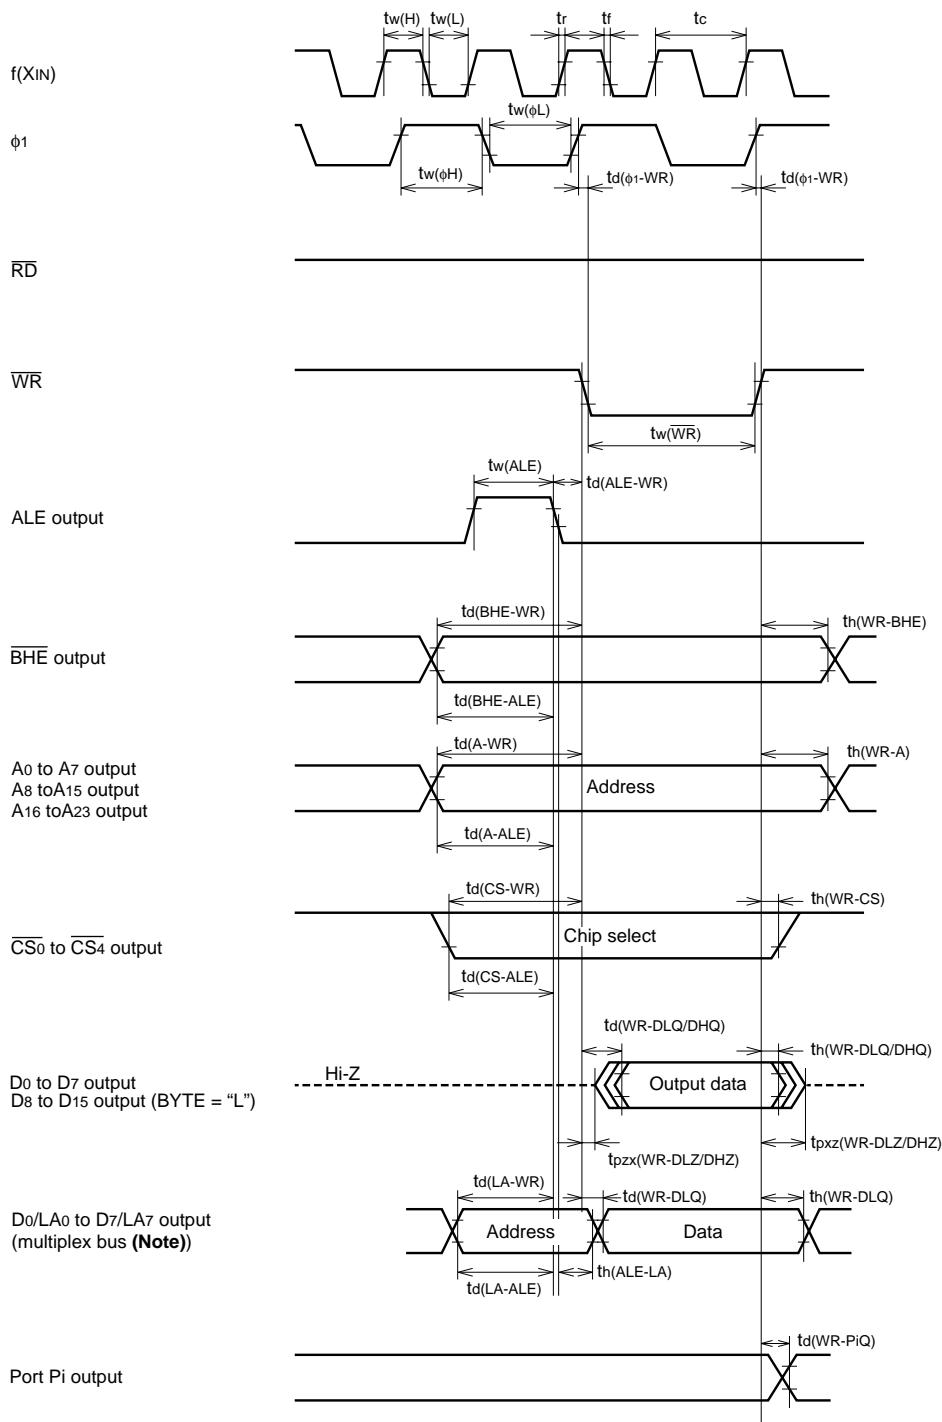 tw(H) tw(L) tr tf tc
f(XIN)
tw(ϕL)
ϕ1
tw(ϕH) td(ϕ1-WR) td(ϕ1-WR)
RD
WR
tw(WR)
tw(ALE) td(ALE-WR)
ALE output
td(BHE-WR) th(WR-BHE)
BHE output
td(BHE-ALE)
td(A-WR) th(WR-A)
A0 to A7 output
A8 toA15 output Address
A16 toA23 output
td(A-ALE)
td(CS-WR) th(WR-CS)
CS0 to CS4 output Chip select
td(CS-ALE)
td(WR-DLQ/DHQ)
th(WR-DLQ/DHQ)
Hi-Z
D0 to D7 output Output data
D8 to D15 output (BYTE = “L”)
tpzx(WR-DLZ/DHZ) tpxz(WR-DLZ/DHZ)
td(LA-WR) td(WR-DLQ) th(WR-DLQ)
D0/LA0 to D7/LA7 output
(multiplex bus (Note)) Address Data
td(LA-ALE) th(ALE-LA)
td(WR-PiQ)
Port Pi output